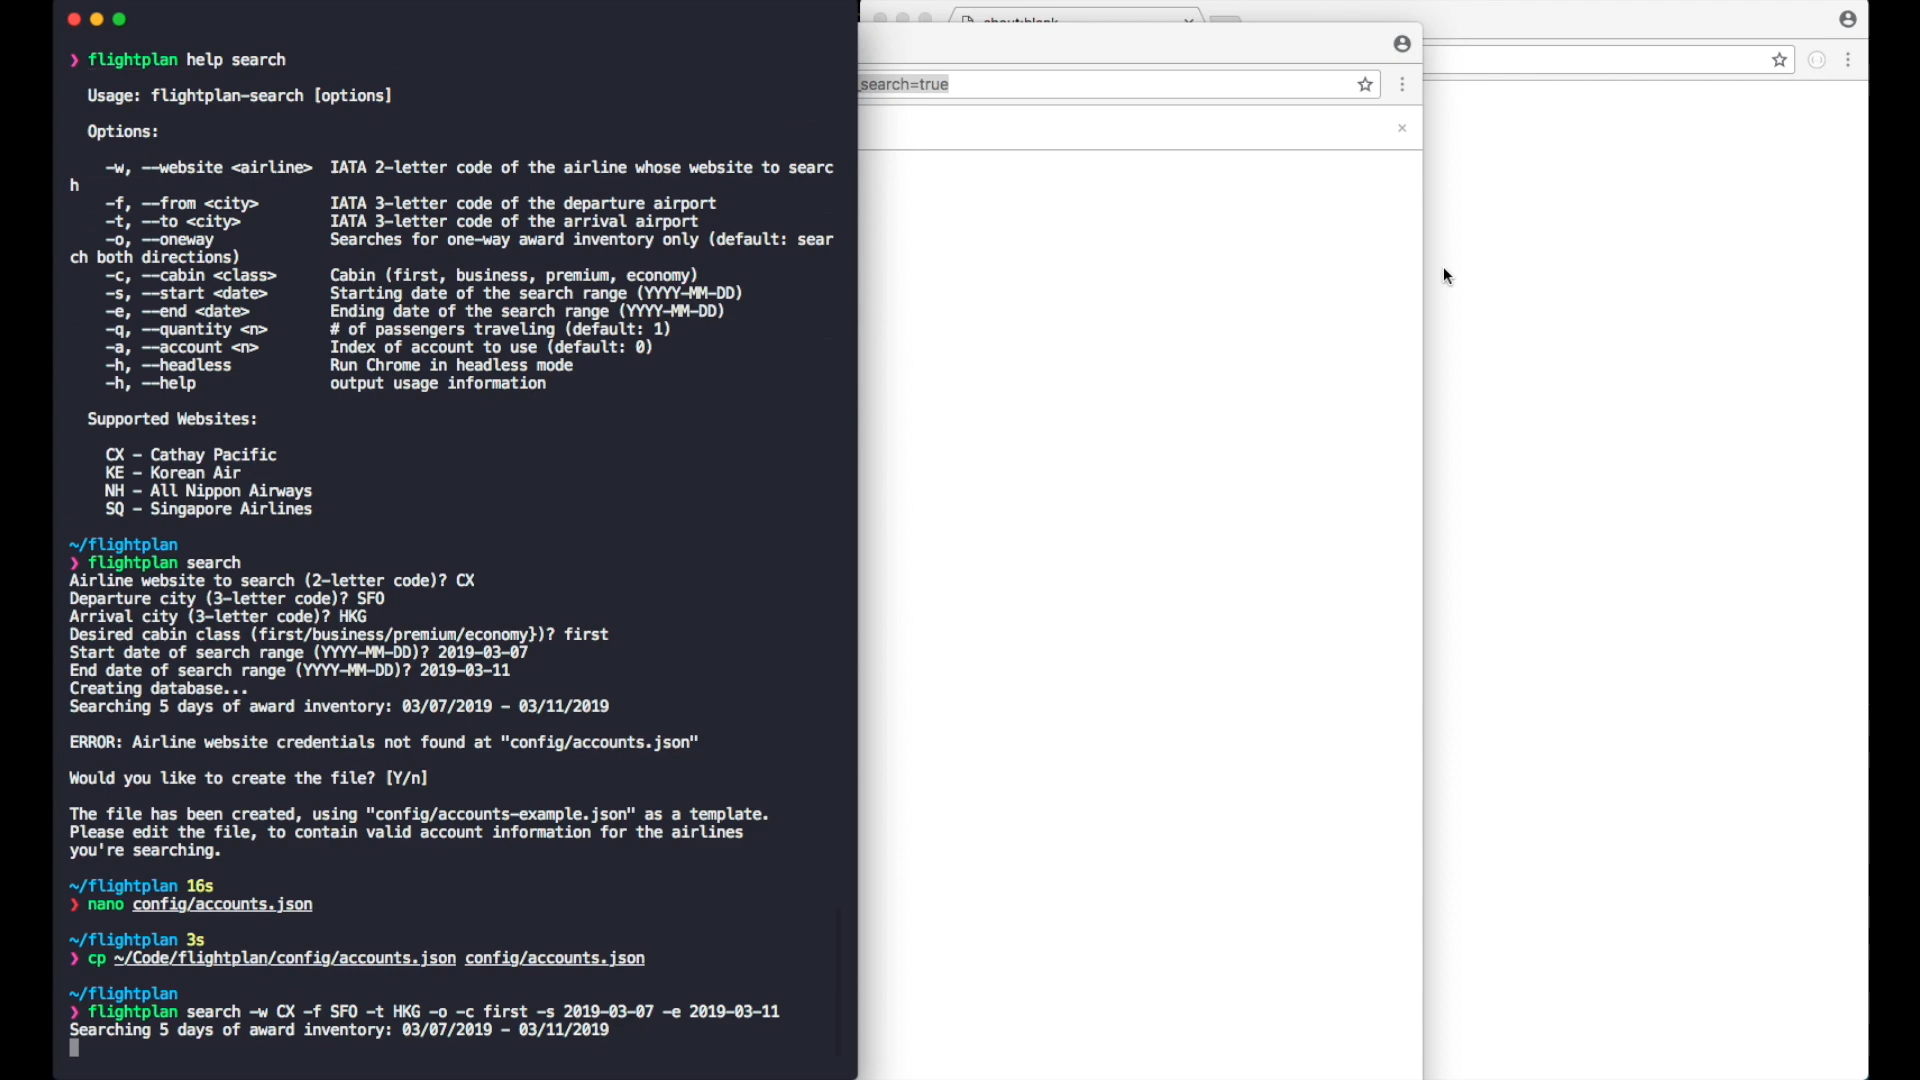 ❯ flightplan help search
Usage: flightplan-search [options]
Options:
-w, --website <airline>  IATA 2-letter code of the airline whose website to searc
h
-f, --from <city>        IATA 3-letter code of the departure airport
-t, --to <city>          IATA 3-letter code of the arrival airport
-o, --oneway             Searches for one-way award inventory only (default: sear
ch both directions)
-c, --cabin <class>      Cabin (first, business, premium, economy)
-s, --start <date>       Starting date of the search range (YYYY-MM-DD)
-e, --end <date>         Ending date of the search range (YYYY-MM-DD)
-q, --quantity <n>       # of passengers traveling (default: 1)
-a, --account <n>        Index of account to use (default: 0)
-h, --headless           Run Chrome in headless mode
-h, --help               output usage information
Supported Websites:
CX - Cathay Pacific
KE - Korean Air
NH - All Nippon Airways
SQ - Singapore Airlines
~/flightplan
❯ flightplan search
Airline website to search (2-letter code)? CX
Departure city (3-letter code)? SFO
Arrival city (3-letter code)? HKG
Desired cabin class (first/business/premium/economy})? first
Start date of search range (YYYY-MM-DD)? 2019-03-07
End date of search range (YYYY-MM-DD)? 2019-03-11
Creating database...
Searching 5 days of award inventory: 03/07/2019 - 03/11/2019
ERROR: Airline website credentials not found at "config/accounts.json"
Would you like to create the file? [Y/n]
The file has been created, using "config/accounts-example.json" as a template.
Please edit the file, to contain valid account information for the airlines
you're searching.
~/flightplan 16s
❯ nano config/accounts.json
~/flightplan 3s
❯ cp ~/Code/flightplan/config/accounts.json config/accounts.json
~/flightplan
❯ flightplan search -w CX -f SFO -t HKG -o -c first -s 2019-03-07 -e 2019-03-11
Searching 5 days of award inventory: 03/07/2019 - 03/11/2019
about:blank
_search=true